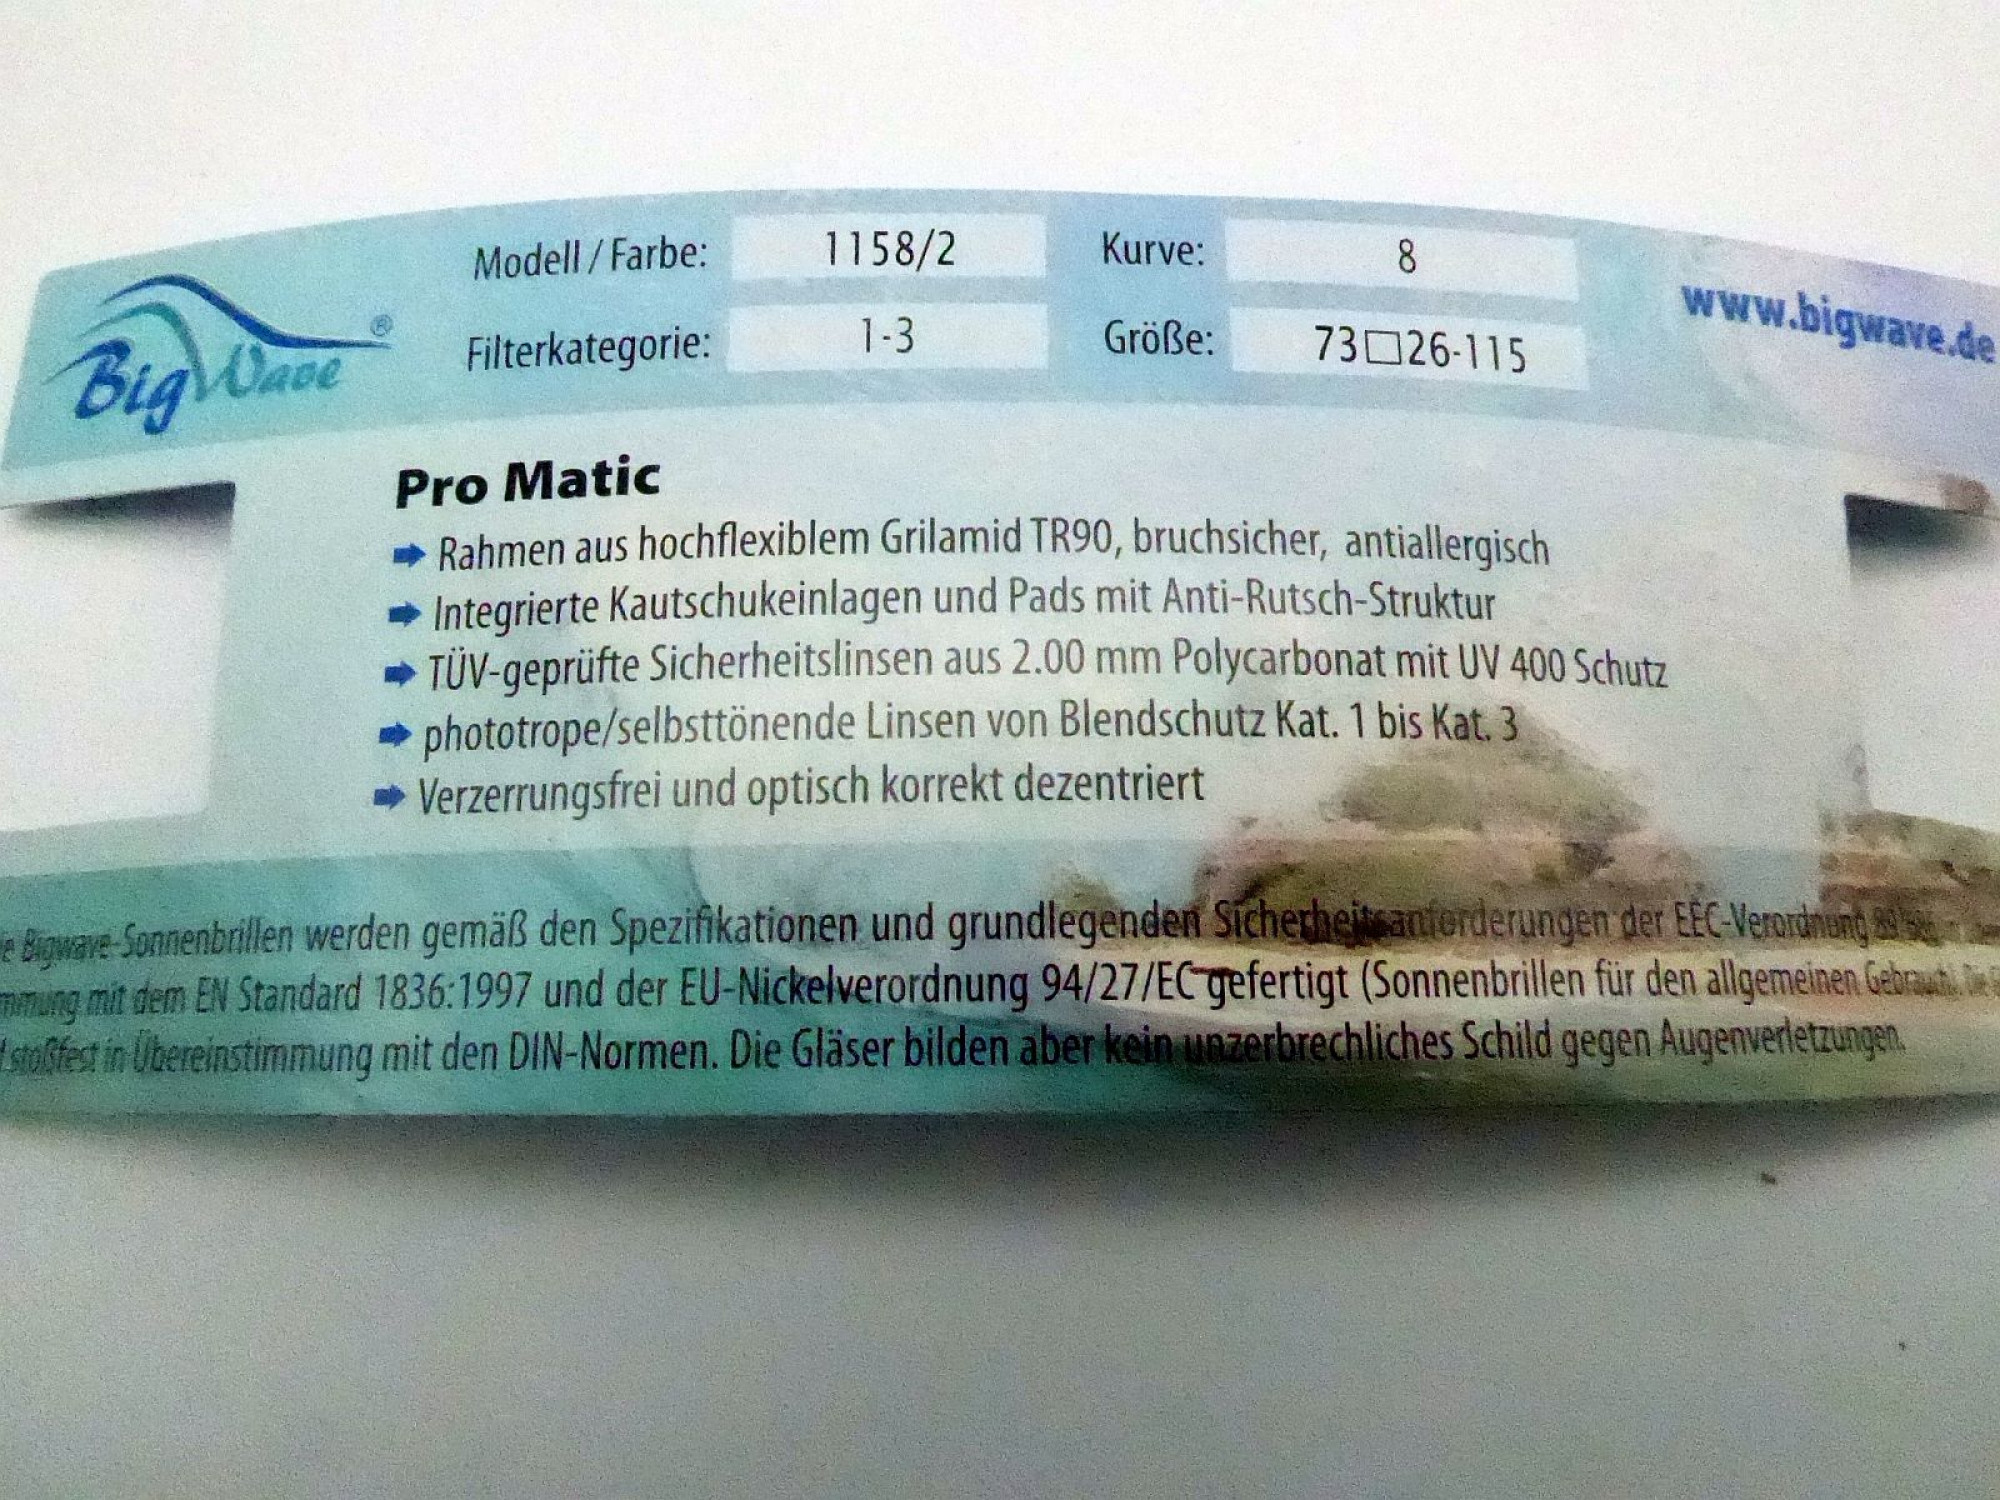 Modell / Farbe: 1158/2 Kurve: 8
Filterkategorie: 1-3 Größe: 73□26-115
BigWave®
www.bigwave.de
Pro Matic
➡ Rahmen aus hochflexiblem Grilamid TR90, bruchsicher, antiallergisch
➡ Integrierte Kautschukeinlagen und Pads mit Anti-Rutsch-Struktur
➡ TÜV-geprüfte Sicherheitslinsen aus 2.00 mm Polycarbonat mit UV 400 Schutz
➡ phototrope/selbsttönende Linsen von Blendschutz Kat. 1 bis Kat. 3
➡ Verzerrungsfrei und optisch korrekt dezentriert
Bigwave-Sonnenbrillen werden gemäß den Spezifikationen und grundlegenden Sicherheitsanforderungen der EEC-Verordnung
mit dem EN Standard 1836:1997 und der EU-Nickelverordnung 94/27/EC gefertigt (Sonnenbrillen für den allgemeinen Gebrauch). Die
stoßfest in Übereinstimmung mit den DIN-Normen. Die Gläser bilden aber kein unzerbrechliches Schild gegen Augenverletzungen.